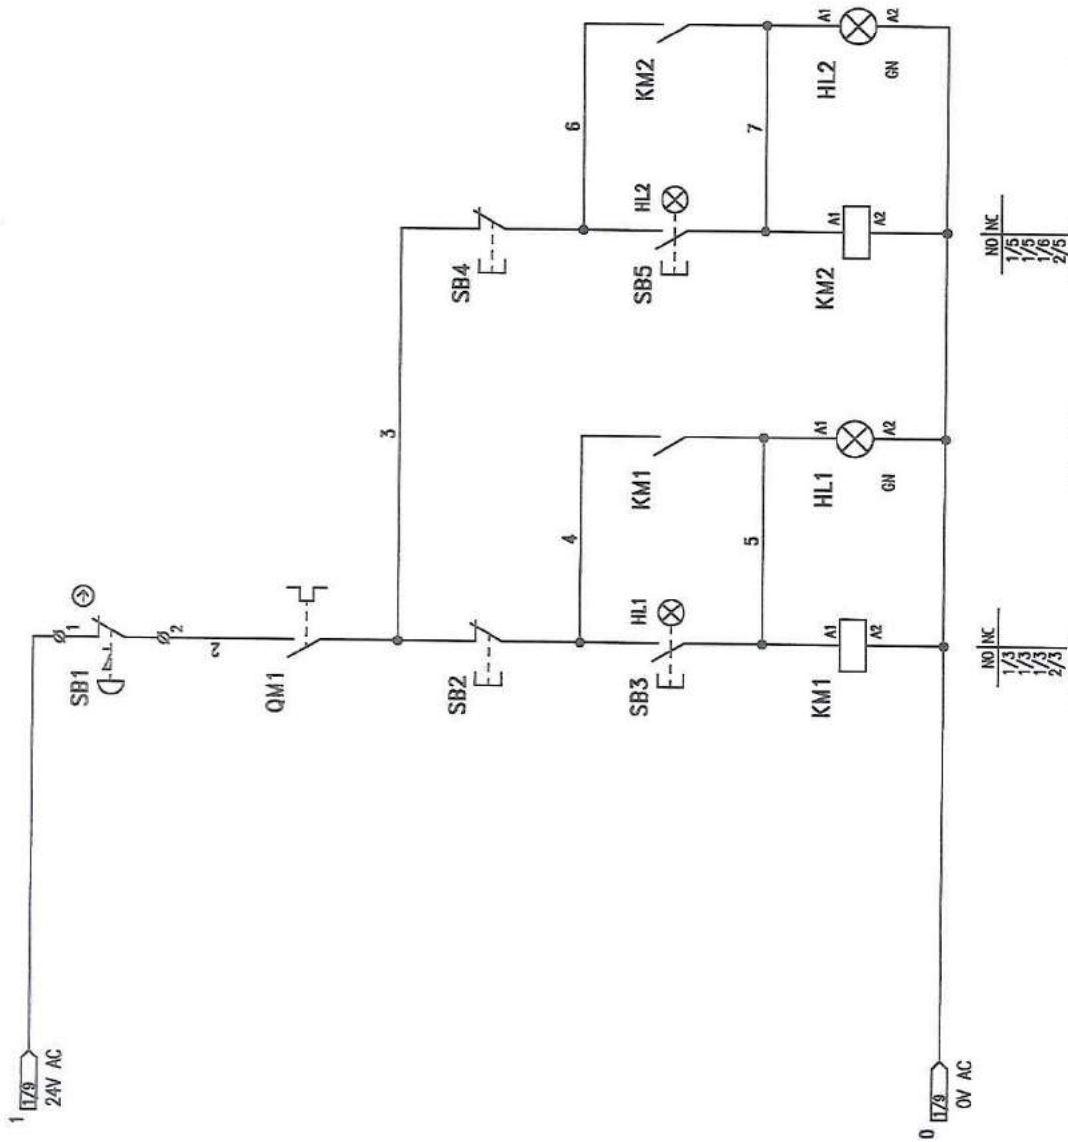 1
1/9
24V AC
SB1
1
2
2
QM1
3
SB2
4
SB3
HL1
KM1
5
KM1
A1
A2
HL1
A1
A2
GN
SB4
6
SB5
HL2
KM2
7
KM2
A1
A2
HL2
A1
A2
GN
0
1/9
0V AC
NO NC
1/3
1/3
1/3
2/3
NO NC
1/5
1/5
1/6
2/5